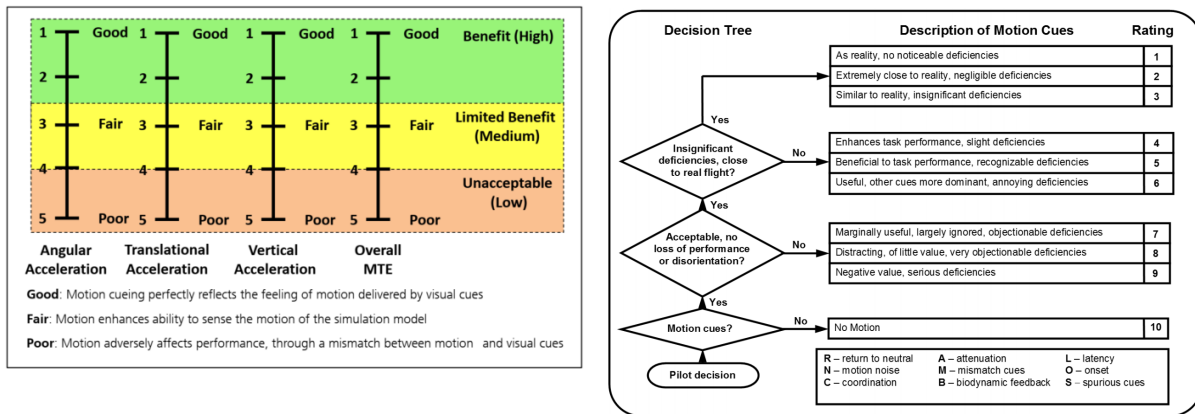 1 Good 1 Good 1 Good 1 Good Benefit (High)
2 2 2 2
3 Fair 3 Fair 3 Fair 3 Fair Limited Benefit
(Medium)
4 4 4 4
Unacceptable
(Low)
5 Poor 5 Poor 5 Poor 5 Poor
Angular
Acceleration
Translational
Acceleration
Vertical
Acceleration
Overall
MTE
Good: Motion cueing perfectly reflects the feeling of motion delivered by visual cues
Fair: Motion enhances ability to sense the motion of the simulation model
Poor: Motion adversely affects performance, through a mismatch between motion and visual cues
Decision Tree
Description of Motion Cues
Rating
As reality, no noticeable deficiencies 1
Extremely close to reality, negligible deficiencies 2
Similar to reality, insignificant deficiencies 3
Yes
Insignificant
deficiencies, close
to real flight?
No
Enhances task performance, slight deficiencies 4
Beneficial to task performance, recognizable deficiencies 5
Useful, other cues more dominant, annoying deficiencies 6
Yes
Acceptable, no
loss of performance
or disorientation?
No
Marginally useful, largely ignored, objectionable deficiencies 7
Distracting, of little value, very objectionable deficiencies 8
Negative value, serious deficiencies 9
Yes
Motion cues?
No
No Motion 10
Pilot decision
R – return to neutral A – attenuation L – latency
N – motion noise M – mismatch cues O – onset
C – coordination B – biodynamic feedback S – spurious cues